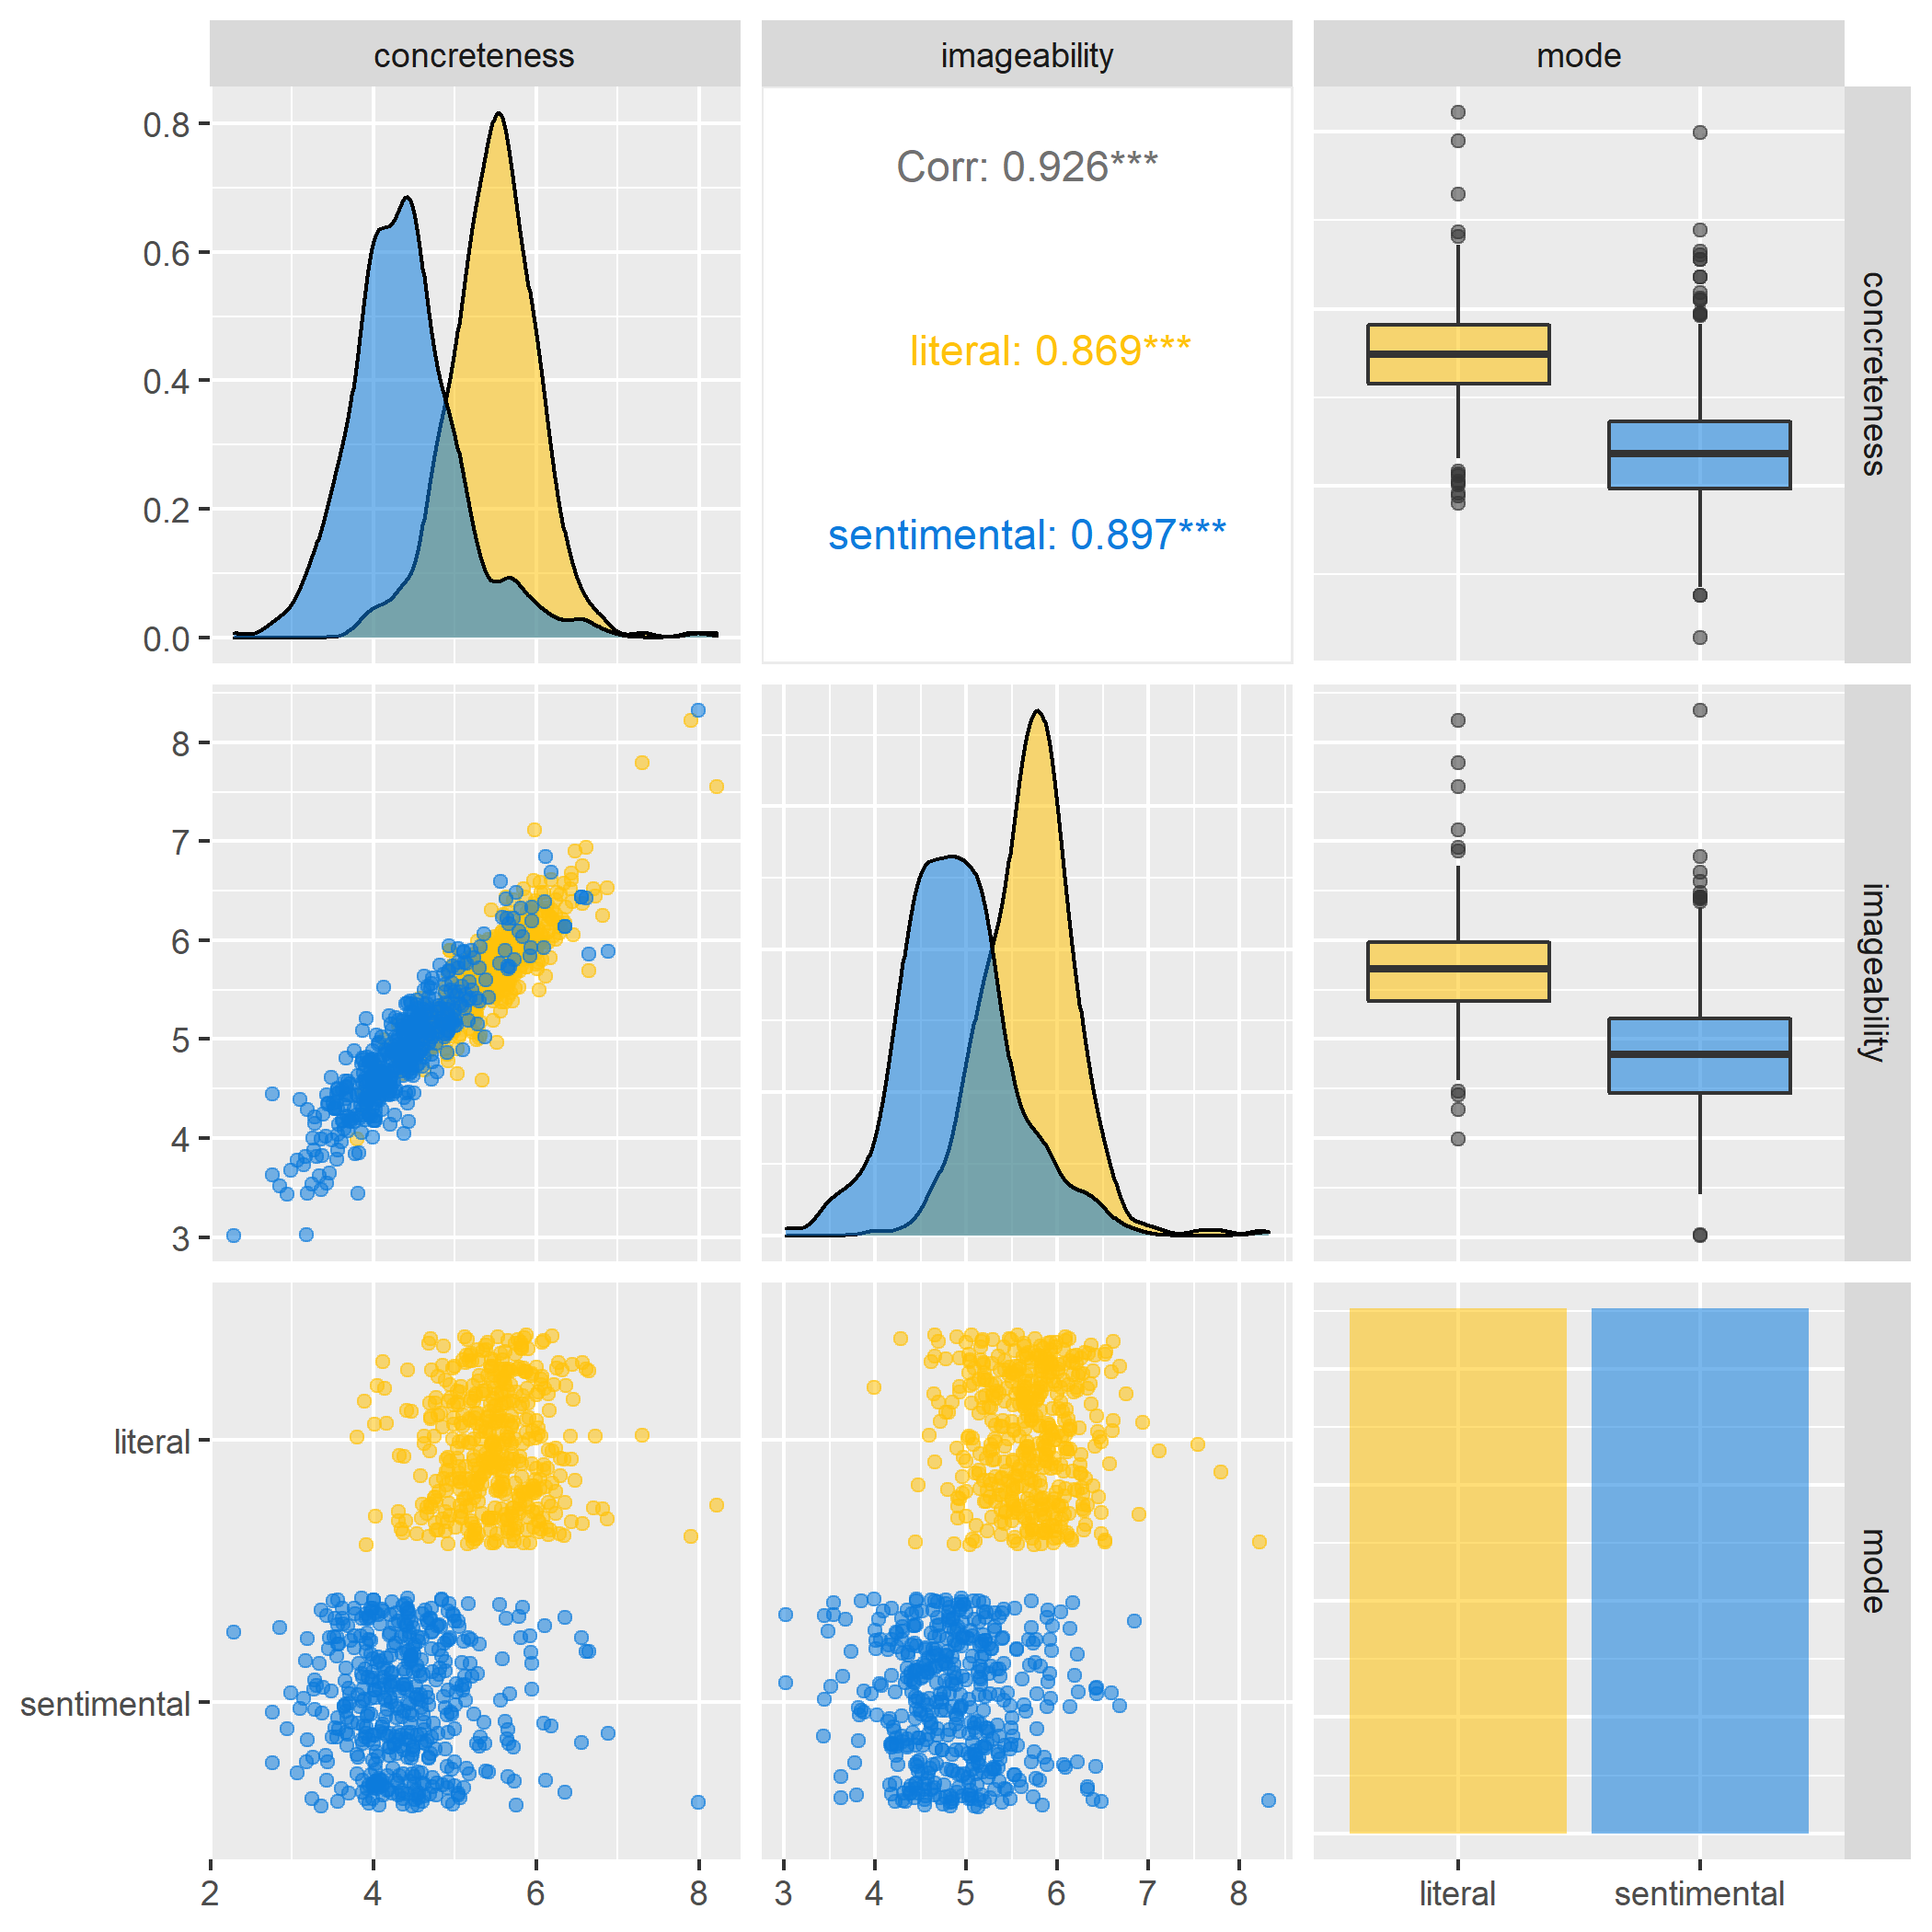 concreteness
imageability
mode
0.8
0.6
0.4
0.2
0.0
Corr: 0.926***
literal: 0.869***
sentimental: 0.897***
concreteness
8
7
6
5
4
3
imageability
literal
sentimental
mode
2 4 6 8
3 4 5 6 7 8
literal sentimental